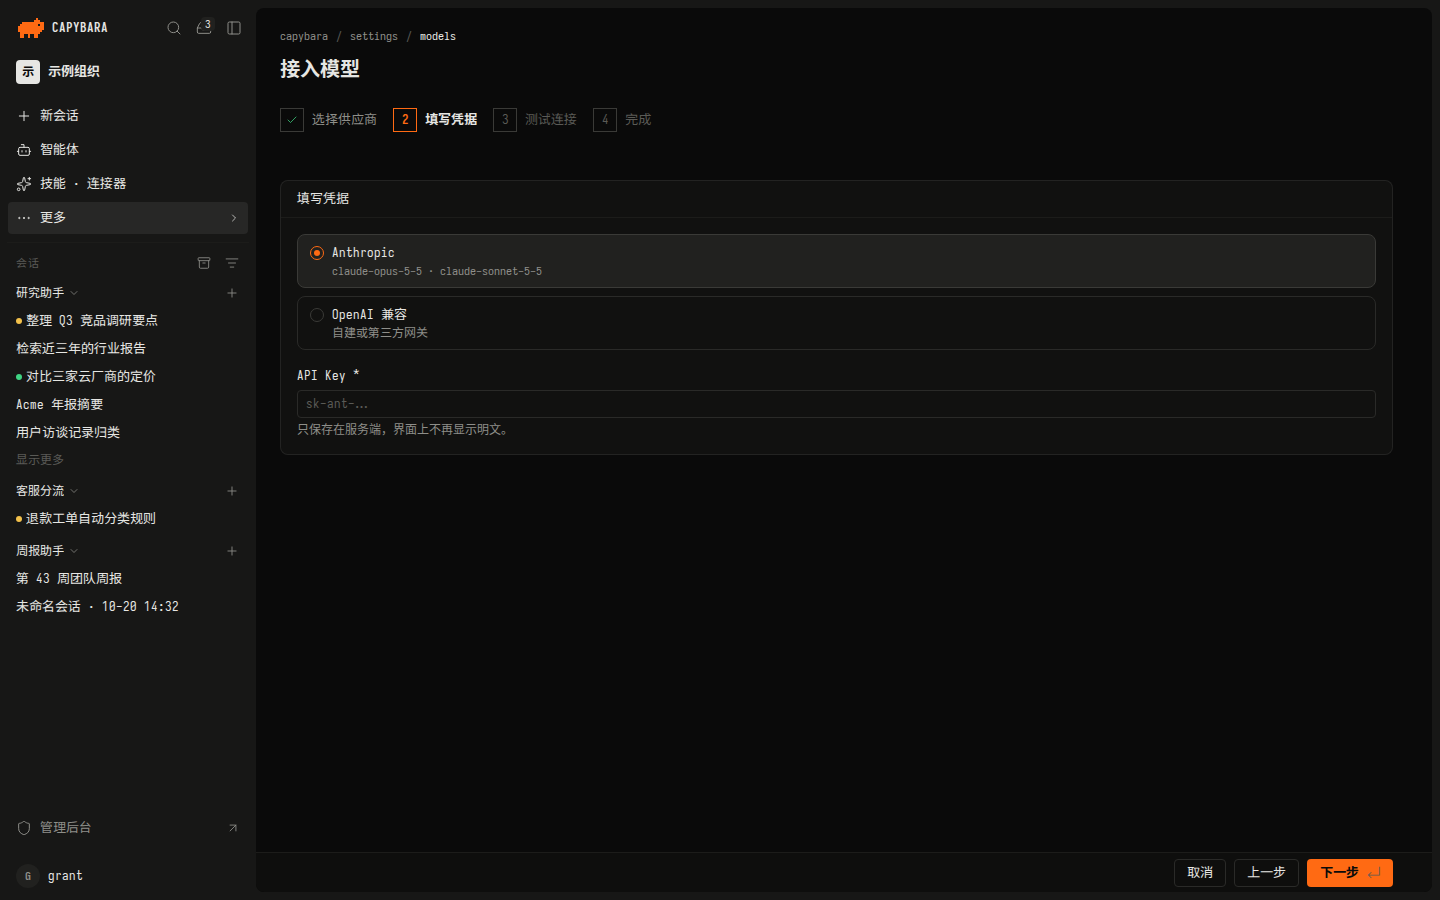 CAPYBARA
3
示 示例组织
新会话
智能体
技能 · 连接器
更多
会话
研究助手
整理 Q3 竞品调研要点
检索近三年的行业报告
对比三家云厂商的定价
Acme 年报摘要
用户访谈记录归类
显示更多
客服分流
退款工单自动分类规则
周报助手
第 43 周团队周报
未命名会话 · 10-20 14:32
管理后台
G grant
capybara / settings / models
接入模型
选择供应商 2 填写凭据 3 测试连接 4 完成
填写凭据
Anthropic
claude-opus-5-5 · claude-sonnet-5-5
OpenAI 兼容
自建或第三方网关
API Key *
sk-ant-...
只保存在服务端，界面上不再显示明文。
取消 上一步 下一步